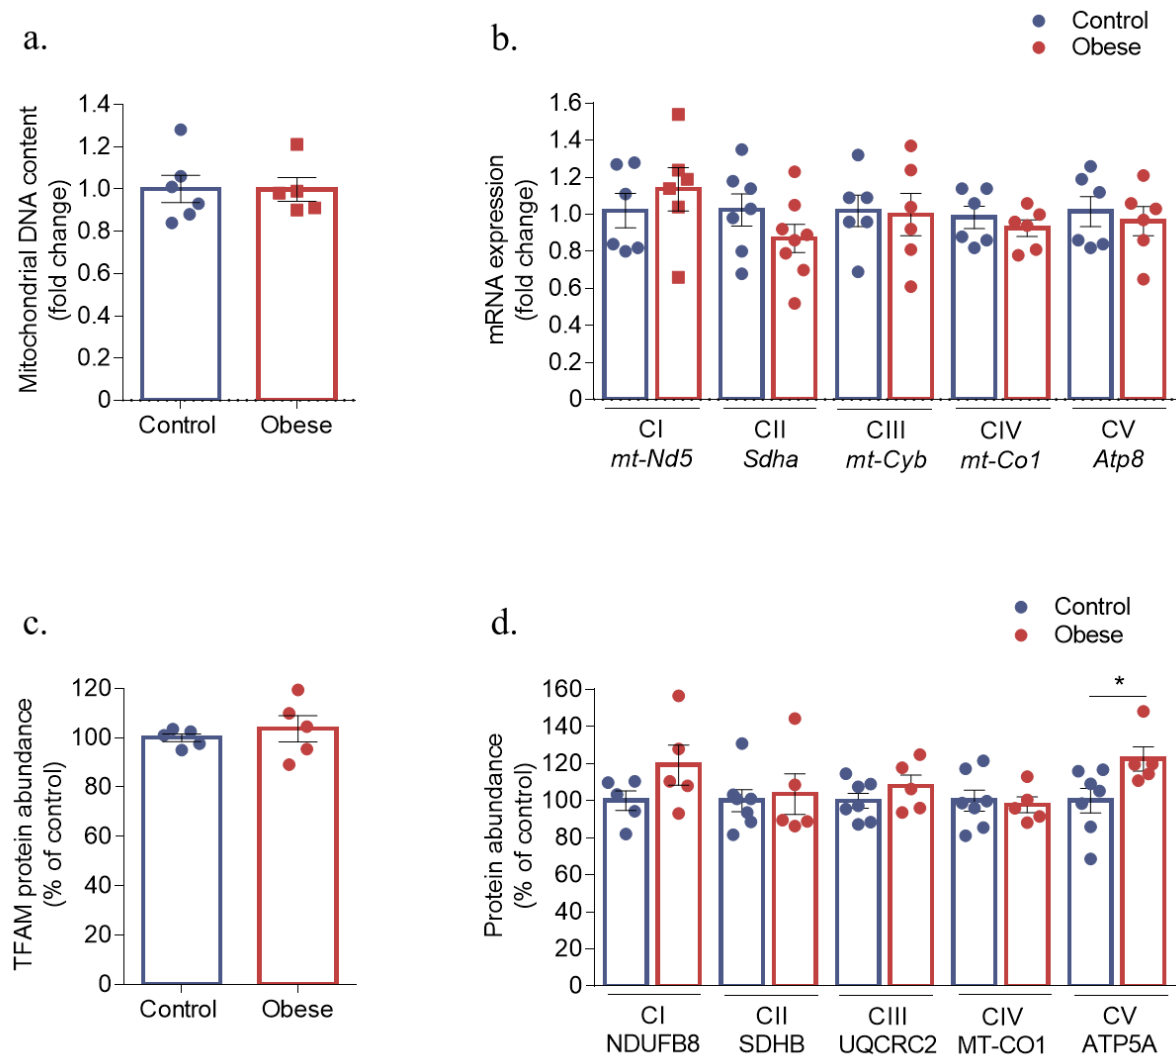 a.
Mitochondrial DNA content
(fold change)
1.4
1.2
1.0
0.8
0.6
0.4
0.2
0
Control
Obese
b.
Control
Obese
mRNA expression
(fold change)
1.6
1.4
1.2
1.0
0.8
0.6
0.4
0.2
0
CI
mt-Nd5
CII
Sdha
CIII
mt-Cyb
CIV
mt-Co1
CV
Atp8
c.
TFAM protein abundance
(% of control)
120
100
80
60
40
20
0
Control
Obese
d.
Control
Obese
Protein abundance
(% of control)
160
140
120
100
80
60
40
20
0
*
CI
NDUFB8
CII
SDHB
CIII
UQCRC2
CIV
MT-CO1
CV
ATP5A